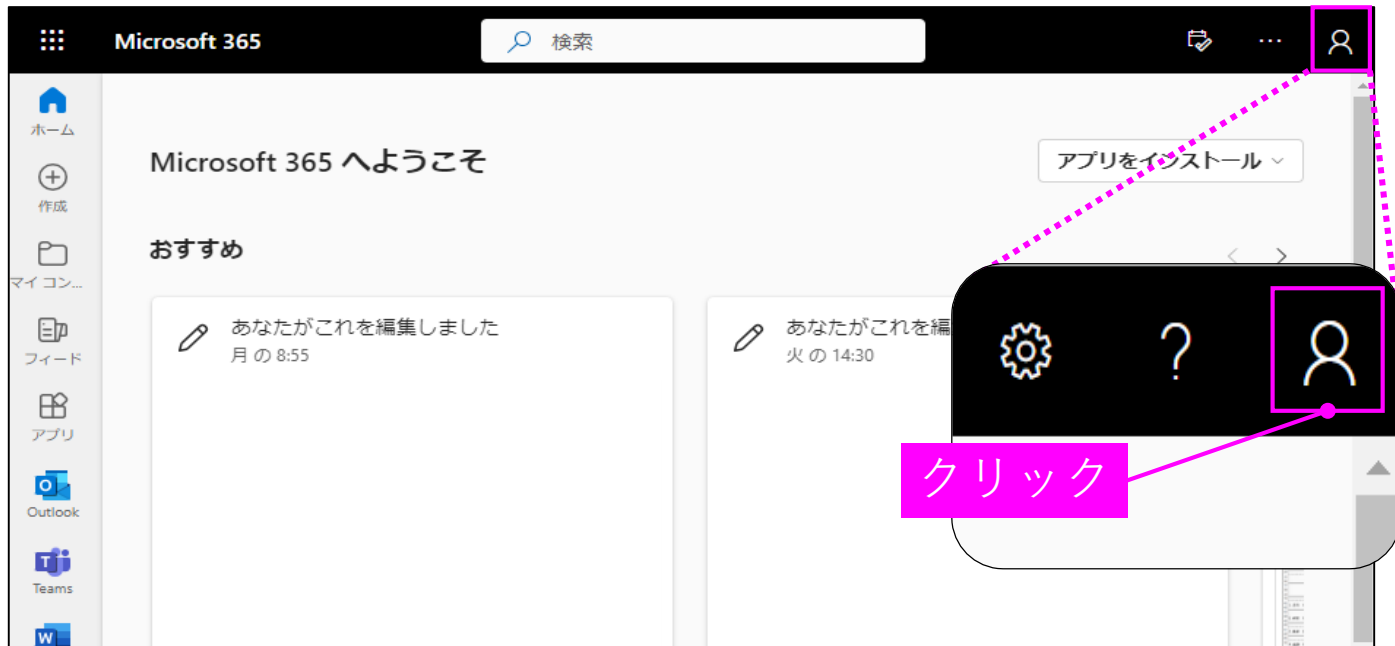 Microsoft 365
検索
ホーム
作成
マイ コン...
フィード
アプリ
Outlook
Teams
W
Microsoft 365 へようこそ
アプリをインストール
おすすめ
あなたがこれを編集しました
月 の 8:55
あなたがこれを編
火 の 14:30
クリック